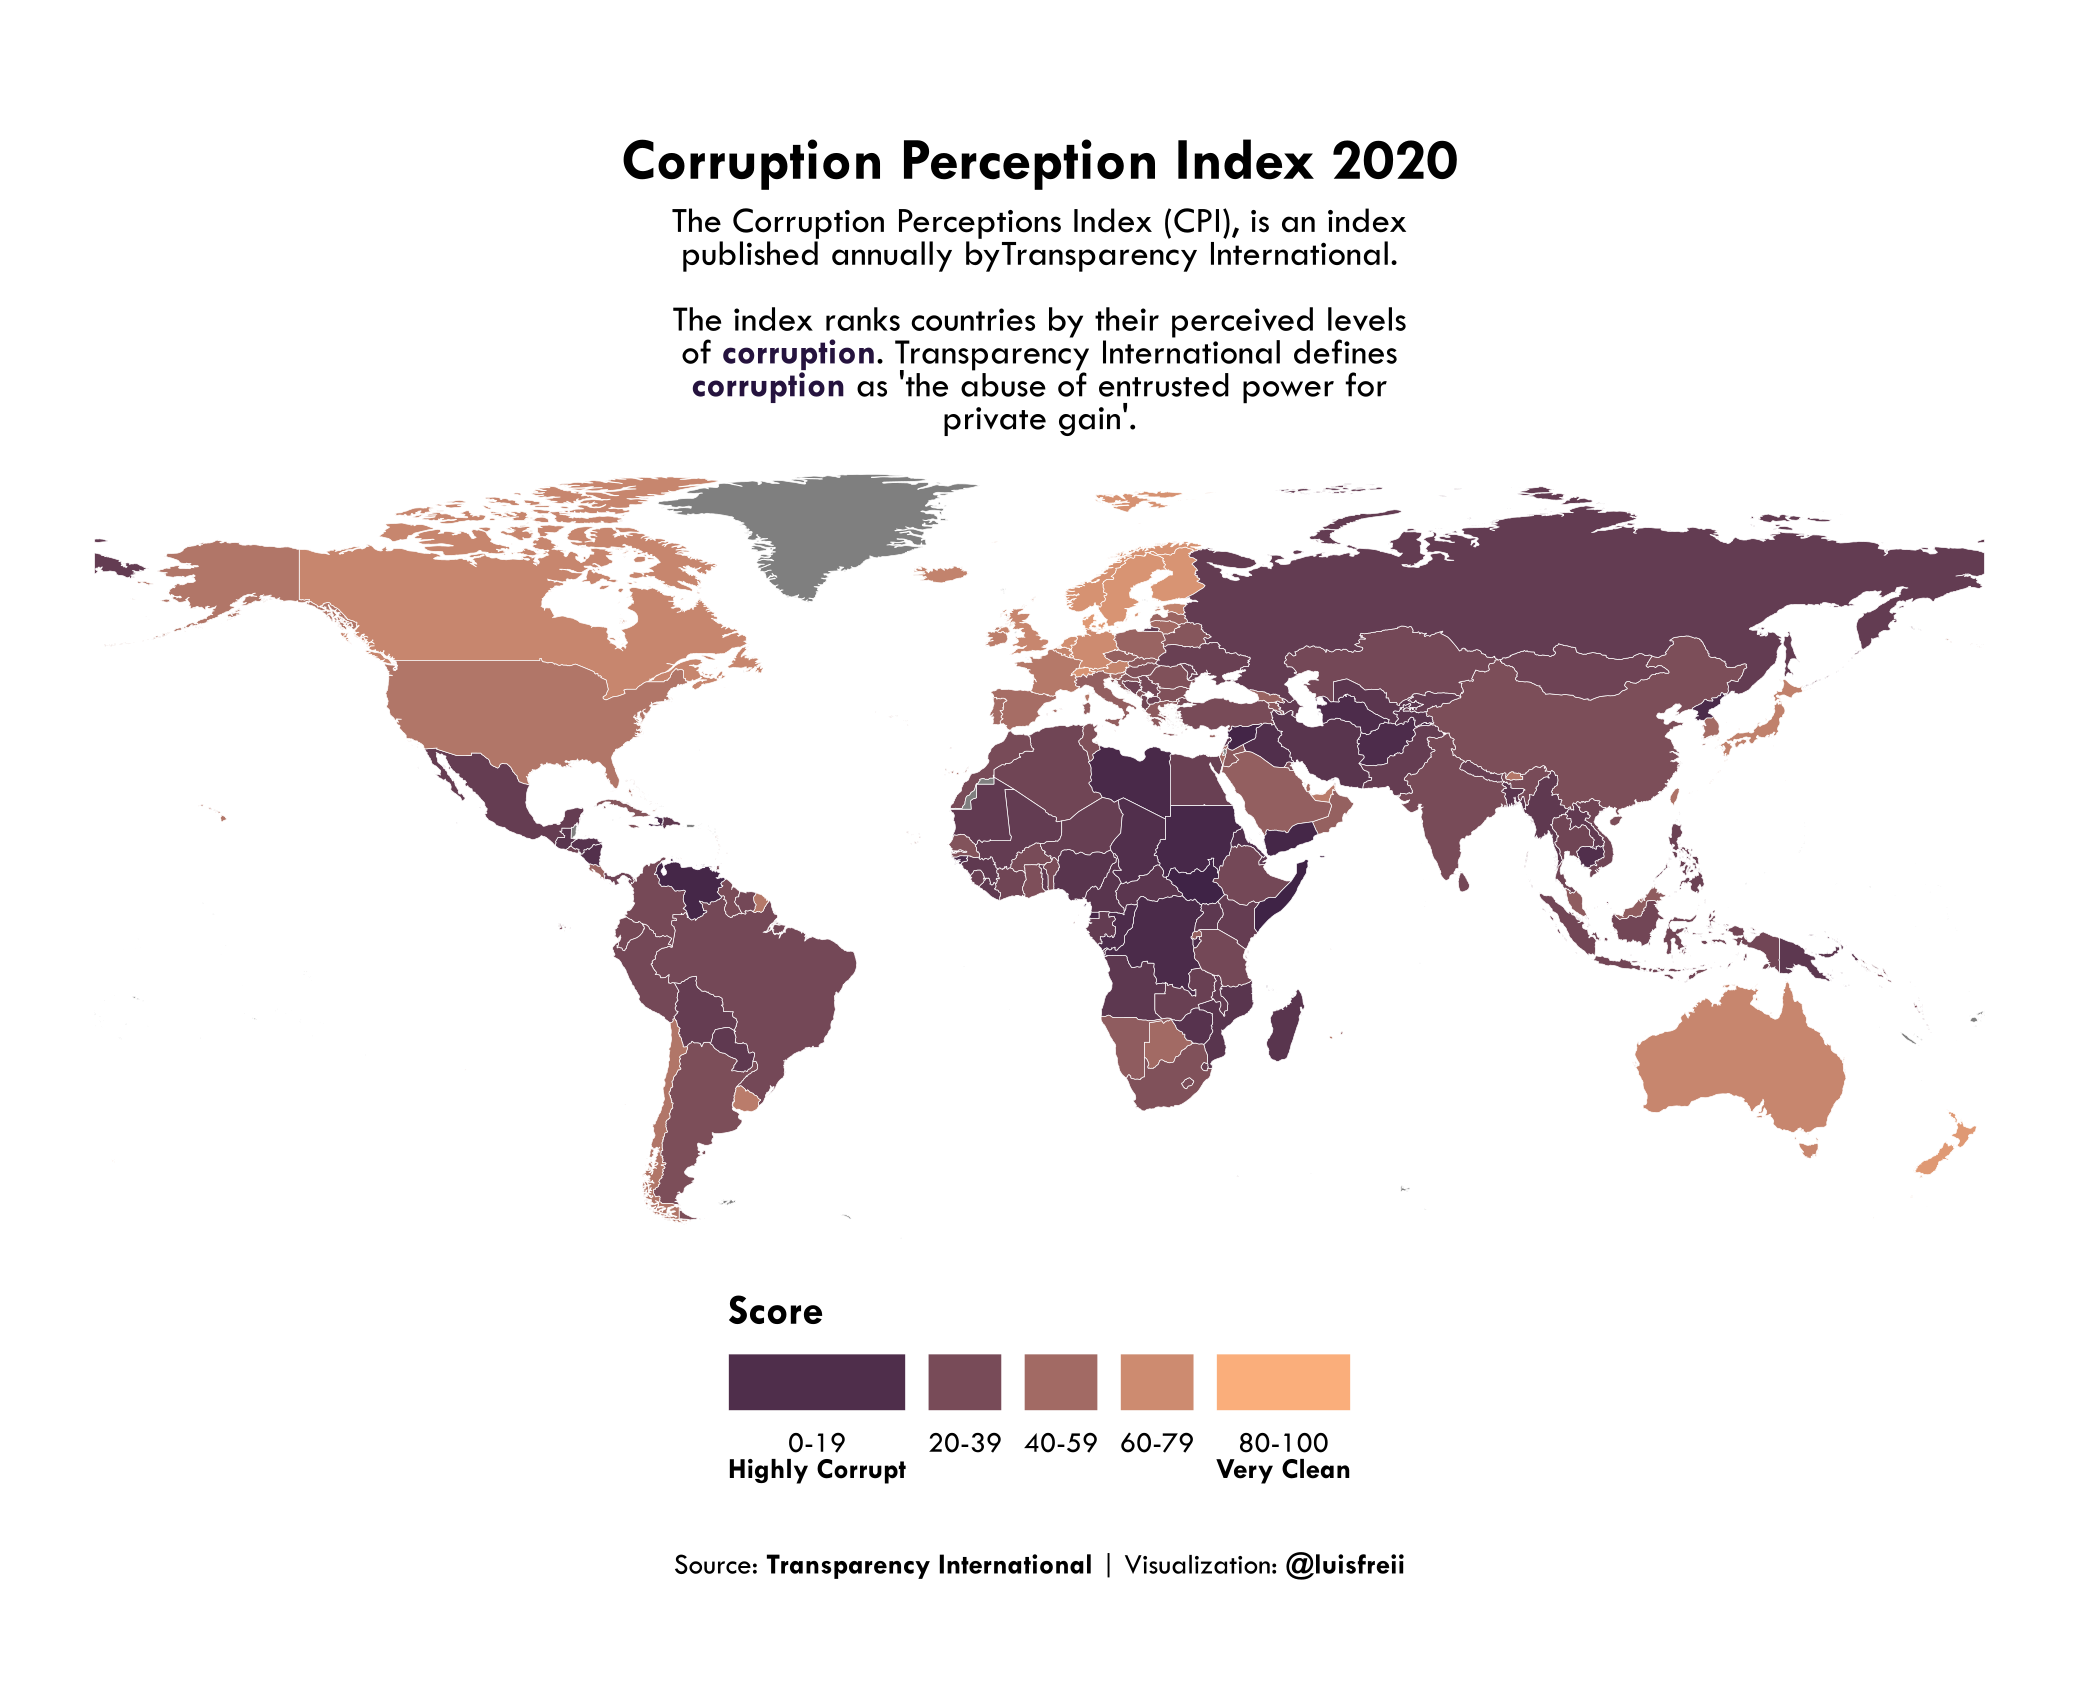 Corruption Perception Index 2020
The Corruption Perceptions Index (CPI), is an index
published annually byTransparency International.
The index ranks countries by their perceived levels
of corruption. Transparency International defines
corruption as 'the abuse of entrusted power for
private gain'.
Score
0-19 20-39 40-59 60-79 80-100
Highly Corrupt Very Clean
Source: Transparency International | Visualization: @luisfreii